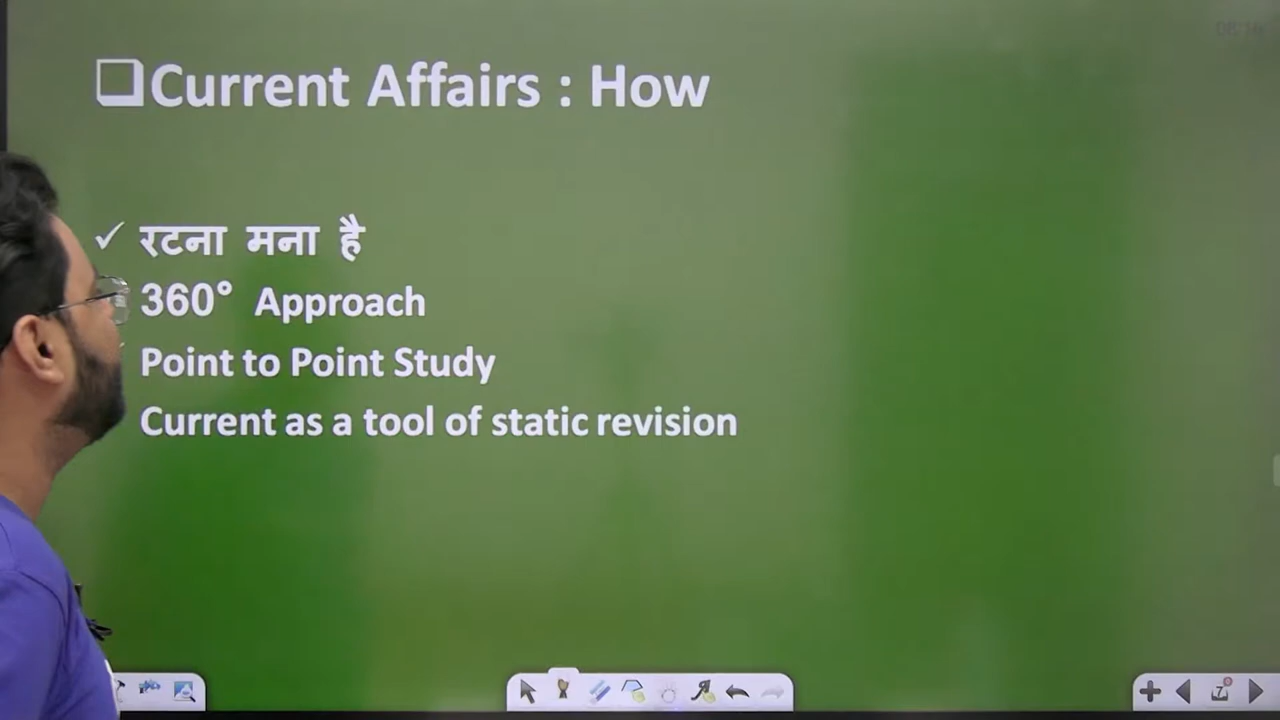 Current Affairs : How
रटना मना है
360° Approach
Point to Point Study
Current as a tool of static revision